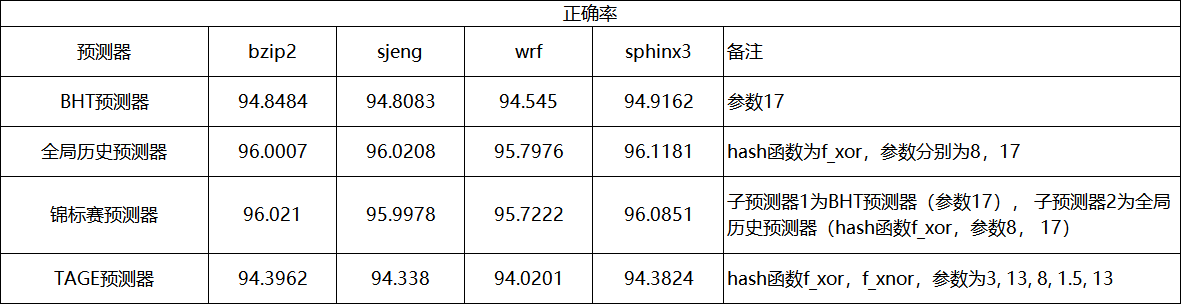 正确率
预测器 bzip2 sjeng wrf sphinx3 备注
BHT预测器 94.8484 94.8083 94.545 94.9162 参数17
全局历史预测器 96.0007 96.0208 95.7976 96.1181 hash函数为f_xor，参数分别为8，17
锦标赛预测器 96.021 95.9978 95.7222 96.0851 子预测器1为BHT预测器（参数17）， 子预测器2为全局
历史预测器（hash函数f_xor，参数8， 17）
TAGE预测器 94.3962 94.338 94.0201 94.3824 hash函数f_xor，f_xnor，参数为3, 13, 8, 1.5, 13